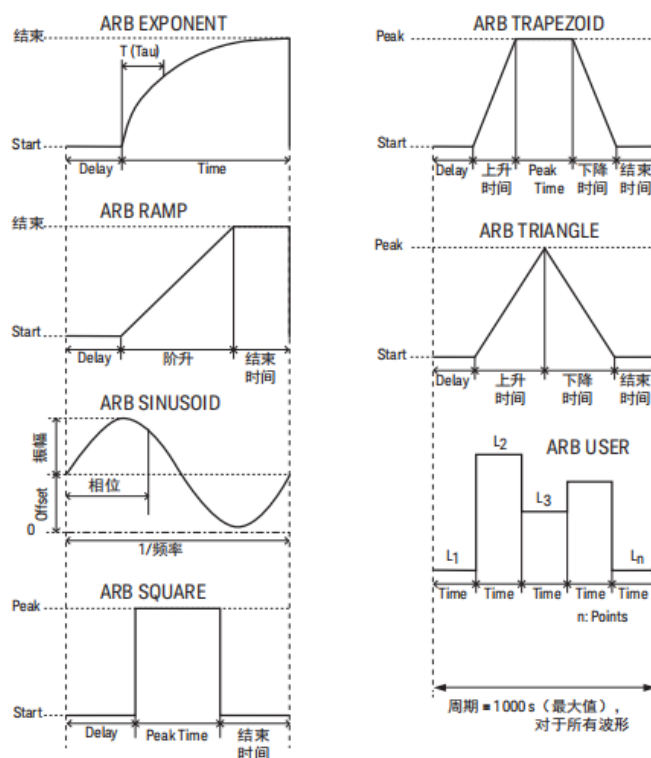 ARB EXPONENT
结束
T (Tau)
Start
Delay
Time
ARB RAMP
结束
Start
Delay
阶升
结束
时间
ARB SINUSOID
振幅
相位
Offset
0
1/频率
ARB SQUARE
Peak
Start
Delay
Peak Time
结束
时间
ARB TRAPEZOID
Peak
Start
Delay
上升
时间
Peak
Time
下降
时间
结束
时间
ARB TRIANGLE
Peak
Start
Delay
上升
时间
下降
时间
结束
时间
ARB USER
L2
L3
L1
Ln
Time
Time
Time
Time
Time
n: Points
周期 = 1000 s（最大值），
对于所有波形